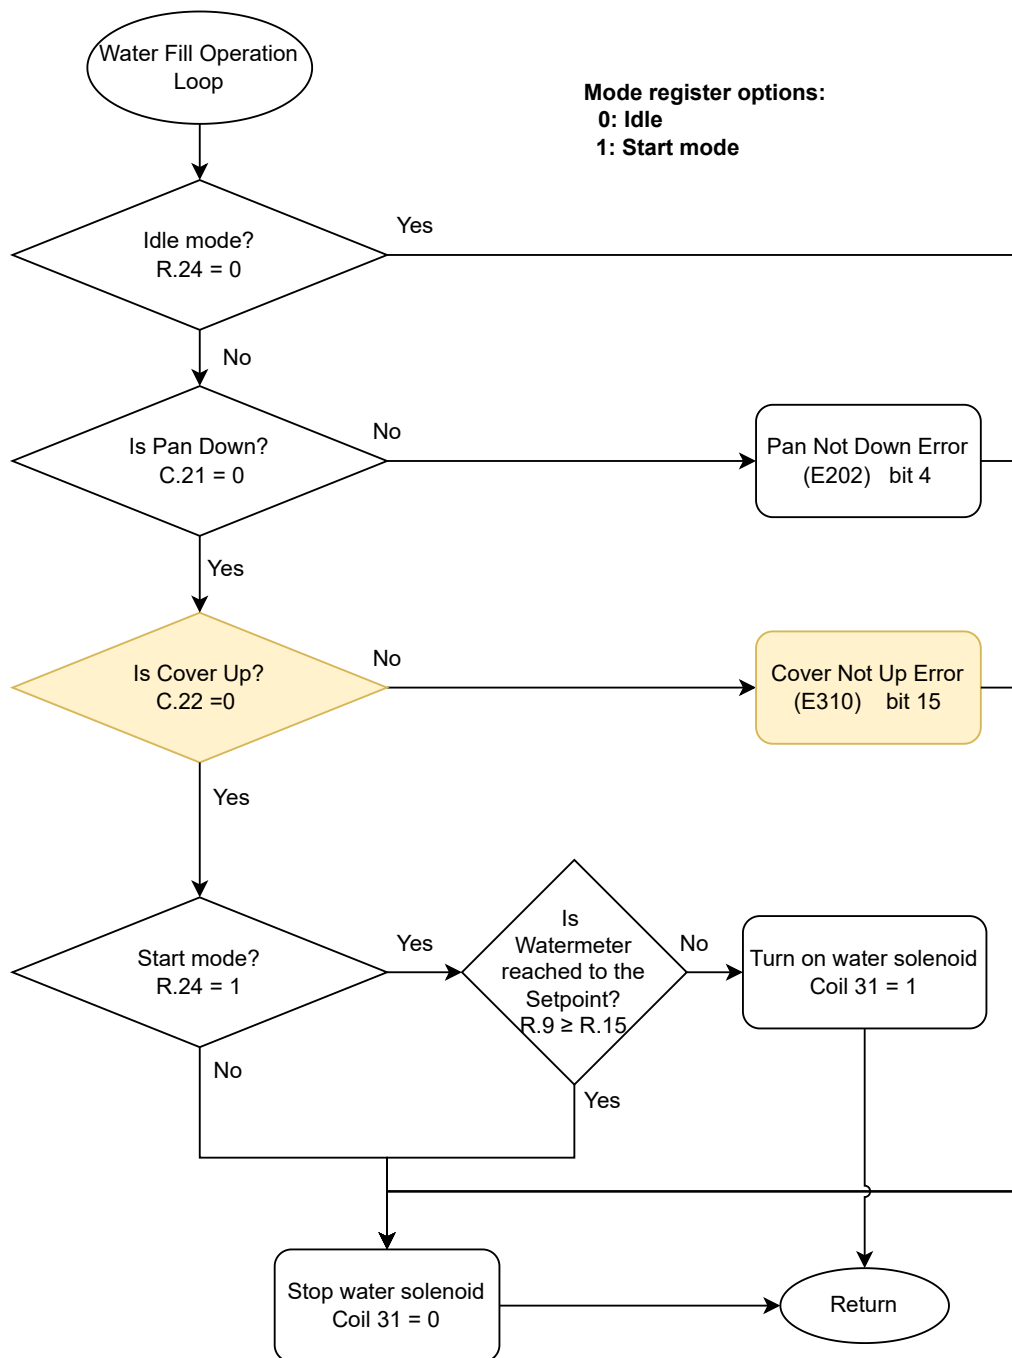 Water Fill Operation
Loop
Mode register options:
0: Idle
1: Start mode
Idle mode?
R.24 = 0
Yes
No
Is Pan Down?
C.21 = 0
No
Pan Not Down Error
(E202) bit 4
Yes
Is Cover Up?
C.22 =0
No
Cover Not Up Error
(E310) bit 15
Yes
Start mode?
R.24 = 1
Yes
Is
Watermeter
reached to the
Setpoint?
R.9 ≥ R.15
No
Turn on water solenoid
Coil 31 = 1
No
Yes
Stop water solenoid
Coil 31 = 0
Return